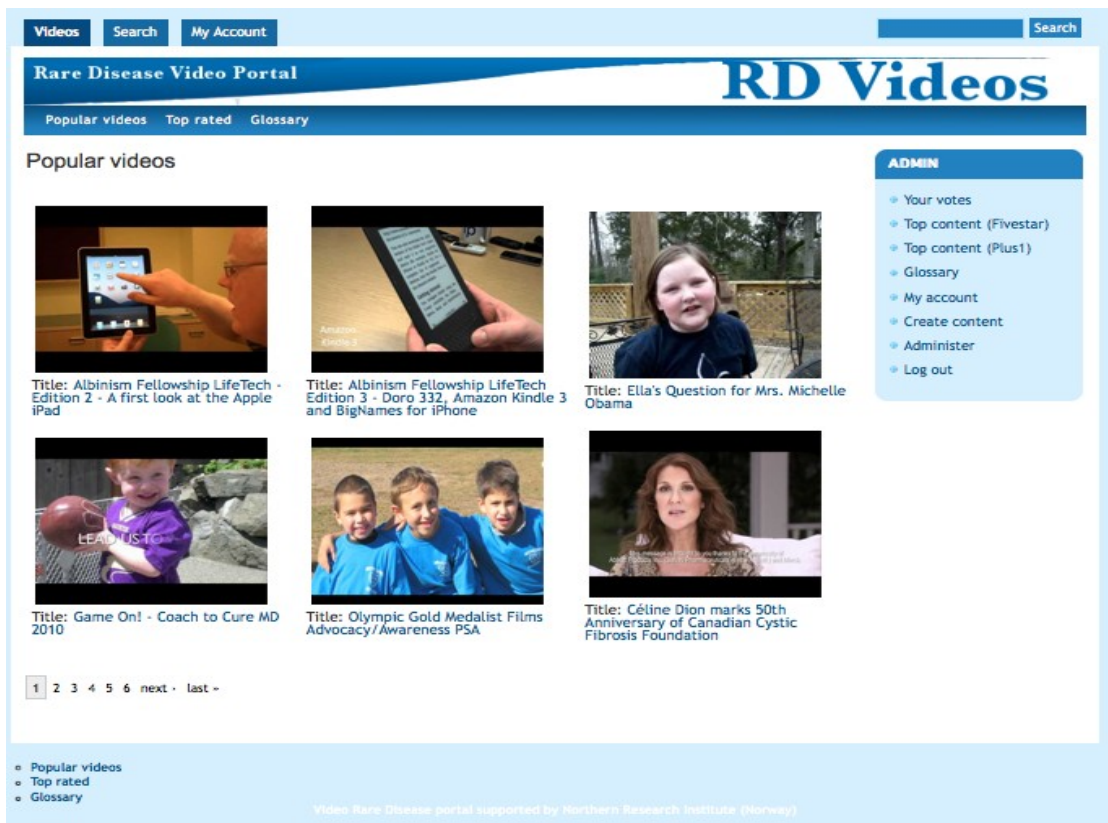 Videos Search My Account Search
Rare Disease Video Portal
RD Videos
Popular videos Top rated Glossary
Popular videos
Amazon
Kindle 3
Title: Albinism Fellowship LifeTech -
Edition 2 - A first look at the Apple
iPad
Title: Albinism Fellowship LifeTech
Edition 3 - Doro 332, Amazon Kindle 3
and BigNames for iPhone
Title: Ella's Question for Mrs. Michelle
Obama
LEAD US TO
Title: Game On! - Coach to Cure MD
2010
Title: Olympic Gold Medalist Films
Advocacy/Awareness PSA
Title: Céline Dion marks 50th
Anniversary of Canadian Cystic
Fibrosis Foundation
1 2 3 4 5 6 next › last »
ADMIN
Your votes
Top content (Fivestar)
Top content (Plus1)
Glossary
My account
Create content
Administer
Log out
Popular videos
Top rated
Glossary
Video Rare Disease portal supported by Northern Research Institute (Norway)